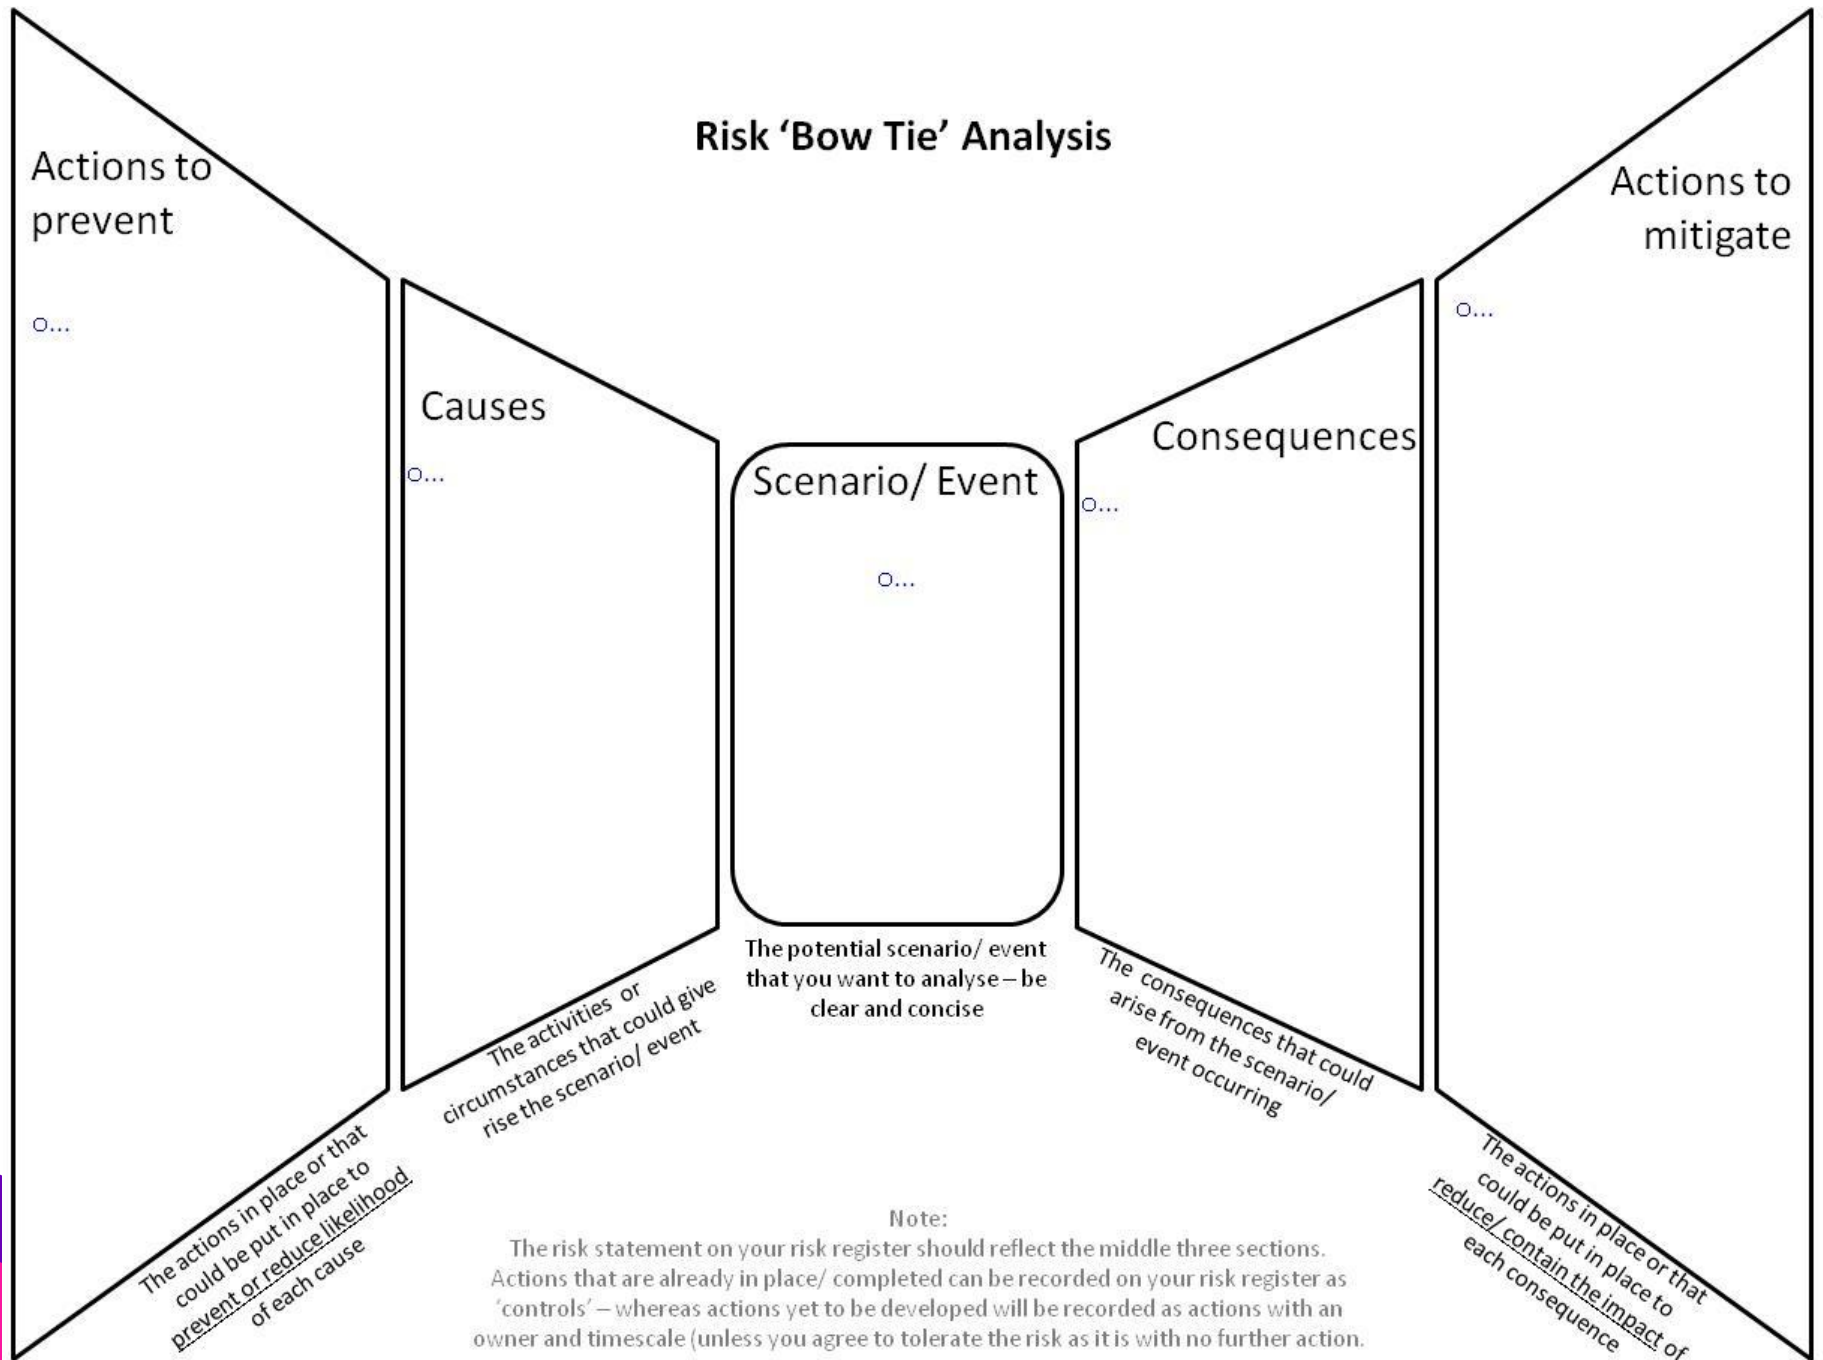 Risk ‘Bow Tie’ Analysis
Actions to
prevent
o...
The actions in place or that
could be put in place to
prevent or reduce likelihood
of each cause
Causes
o...
The activities or
circumstances that could give
rise the scenario/ event
Scenario/ Event
o...
The potential scenario/ event
that you want to analyse – be
clear and concise
Consequences
o...
The consequences that could
arise from the scenario/
event occurring
Actions to
mitigate
o...
The actions in place or that
could be put in place to
reduce/ contain the impact of
each consequence
Note:
The risk statement on your risk register should reflect the middle three sections.
Actions that are already in place/ completed can be recorded on your risk register as
‘controls’ – whereas actions yet to be developed will be recorded as actions with an
owner and timescale (unless you agree to tolerate the risk as it is with no further action.